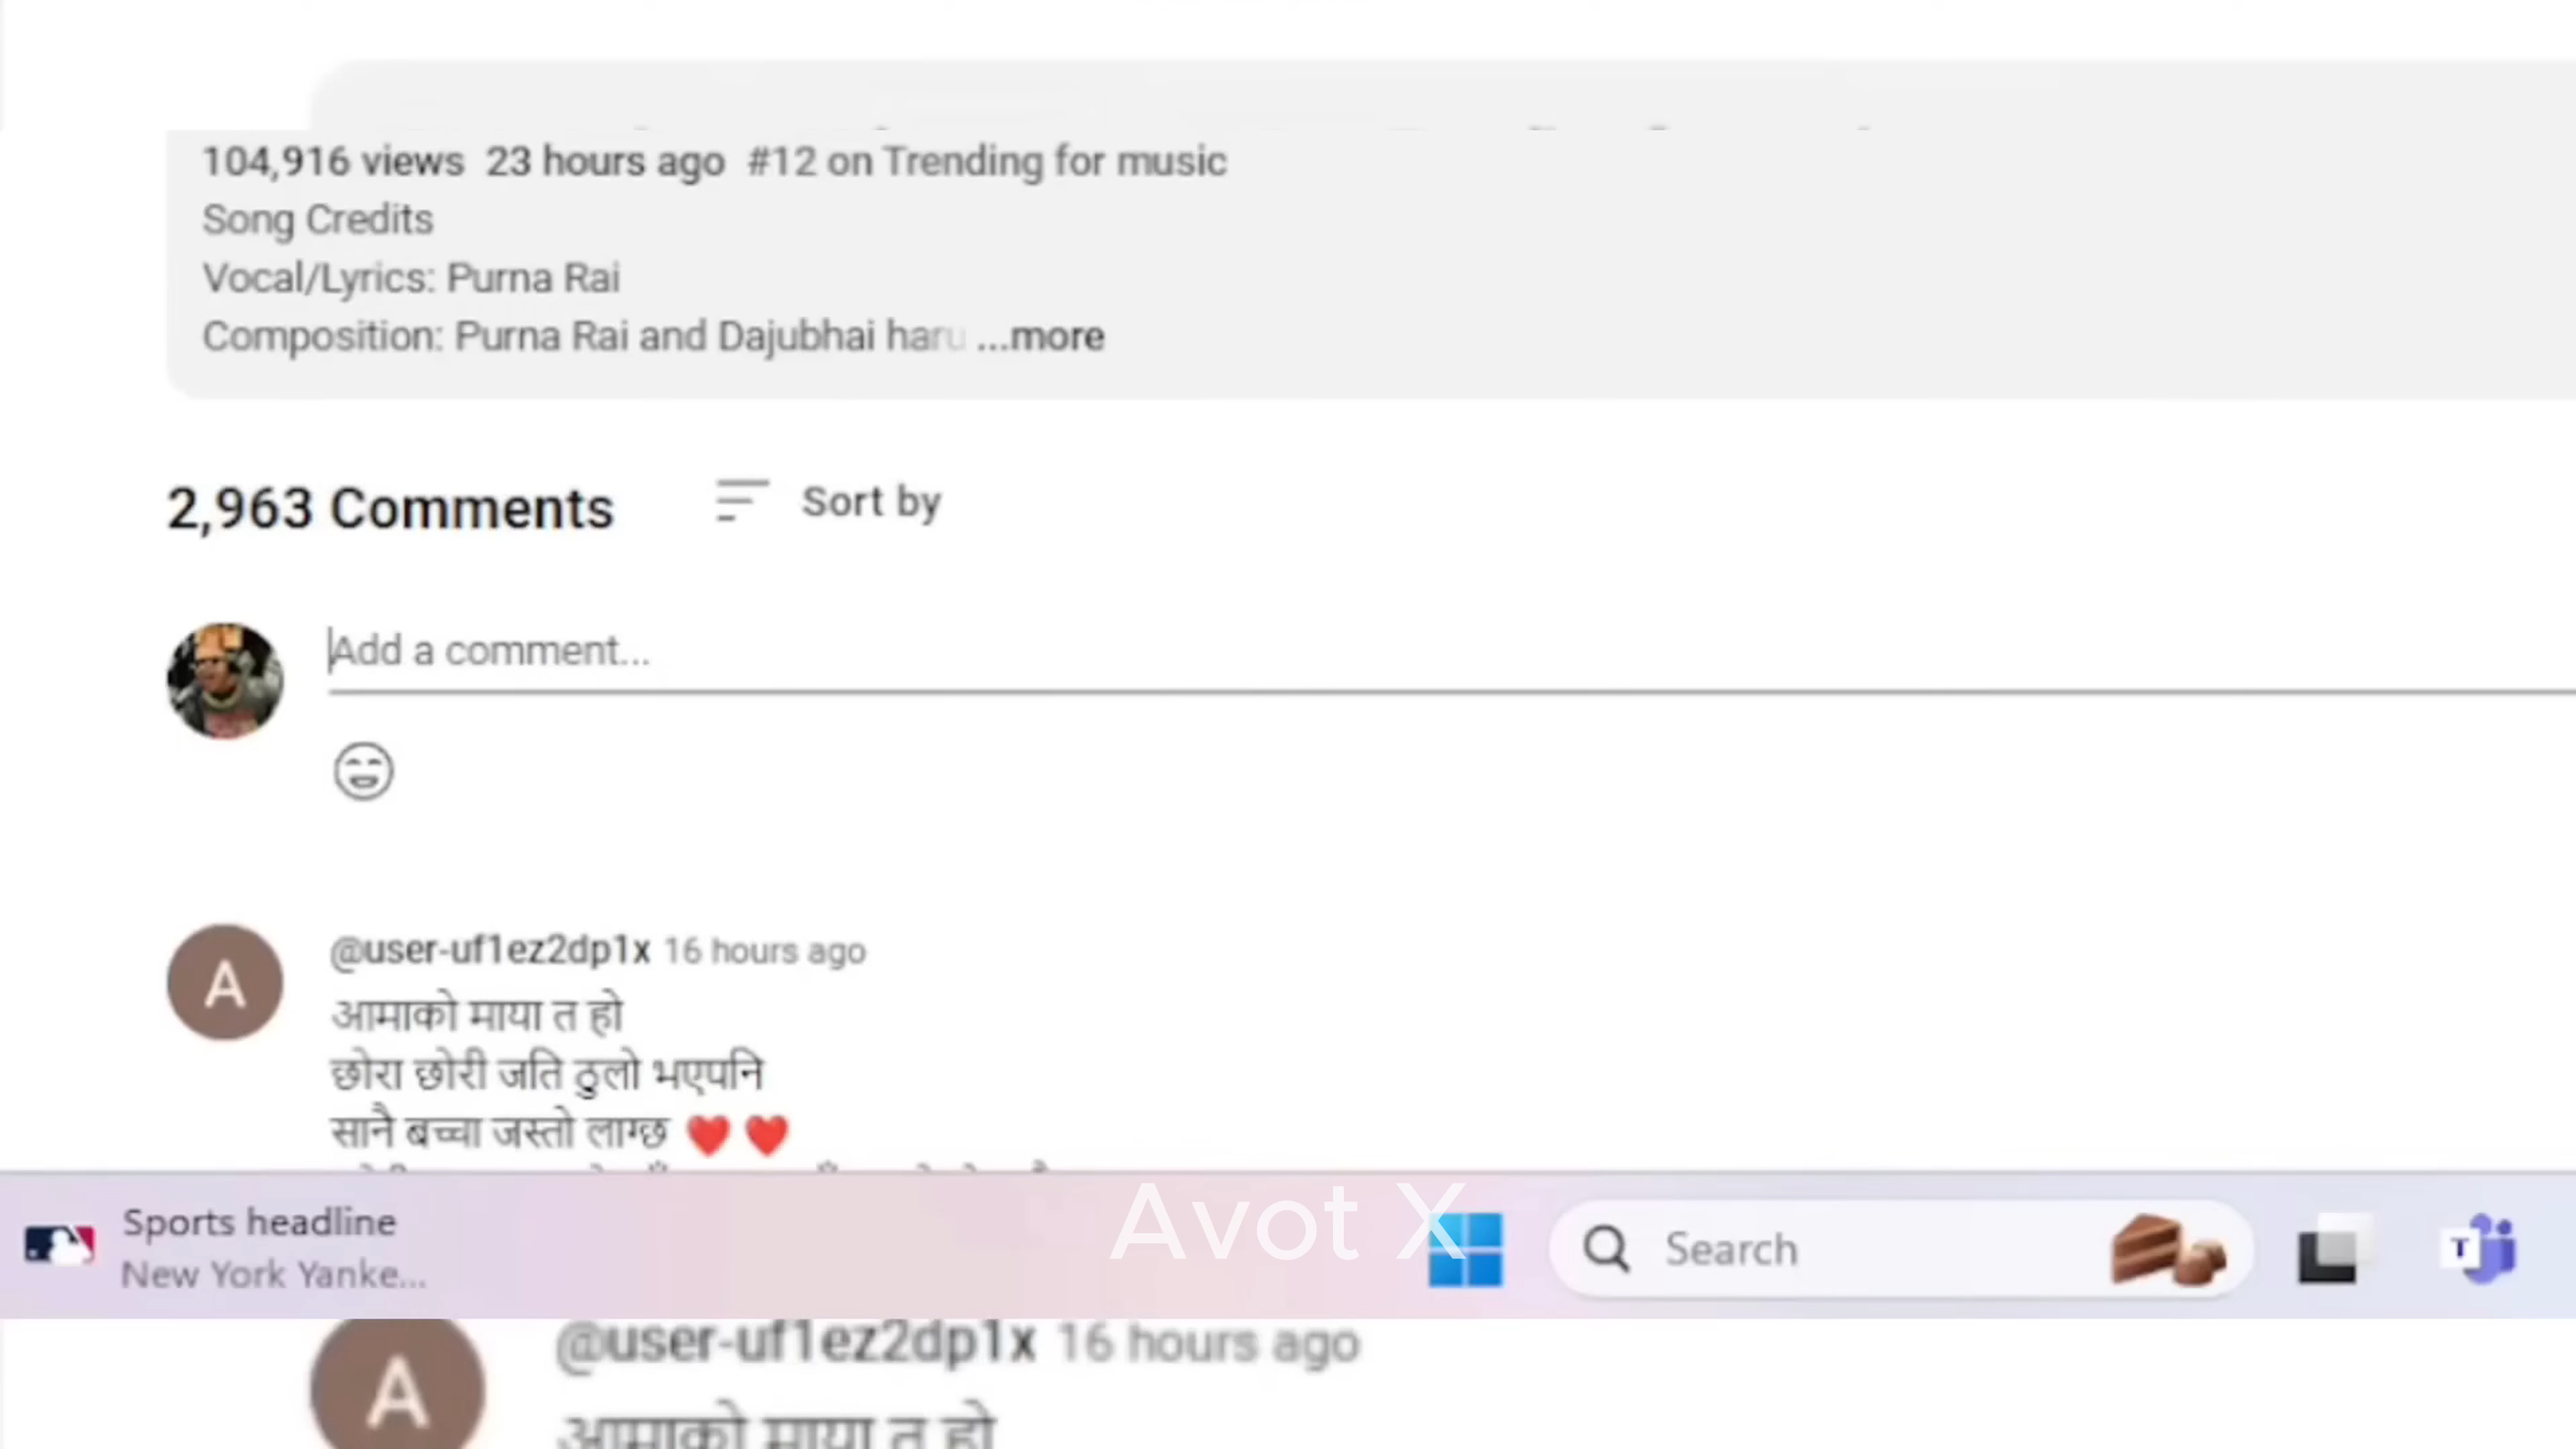 104,916 views 23 hours ago #12 on Trending for music
Song Credits
Vocal/Lyrics: Purna Rai
Composition: Purna Rai and Dajubhai haru ...more
2,963 Comments
Sort by
Add a comment...
A
@user-uf1ez2dp1x 16 hours ago
आमाको माया त हो
छोरा छोरी जति ठुलो भएपनि
सानै बच्चा जस्तो लाग्छ ❤️ ❤️
Sports headline
New York Yanke...
Avot X
Search
T
A
@user-uf1ez2dp1x 16 hours ago
आमाको माया त हो